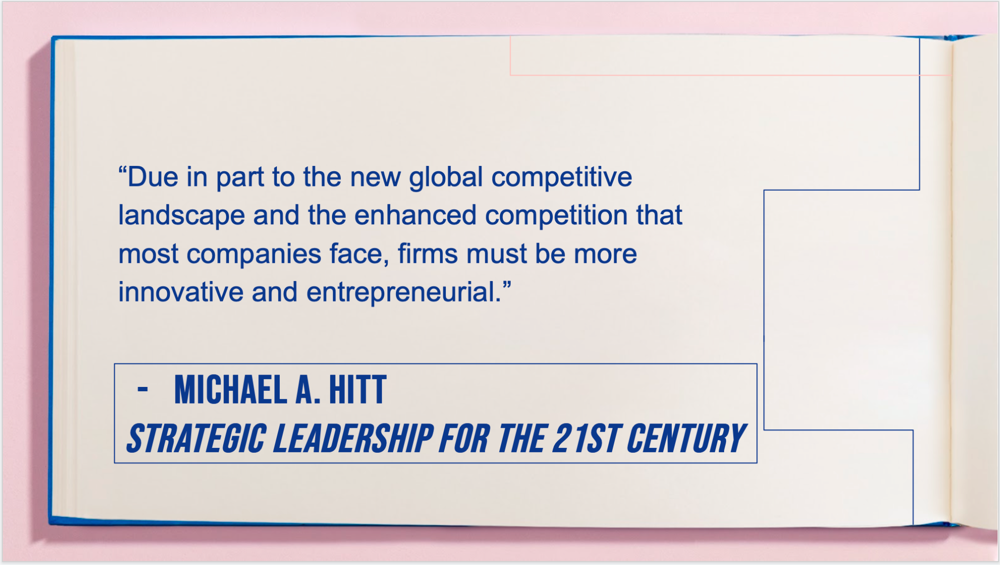 “Due in part to the new global competitive
landscape and the enhanced competition that
most companies face, firms must be more
innovative and entrepreneurial.”
- MICHAEL A. HITT
STRATEGIC LEADERSHIP FOR THE 21ST CENTURY